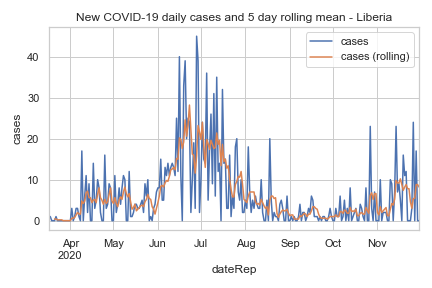 New COVID-19 daily cases and 5 day rolling mean - Liberia
cases
cases (rolling)
40
30
20
10
0
cases
Apr May Jun Jul Aug Sep Oct Nov
2020
dateRep